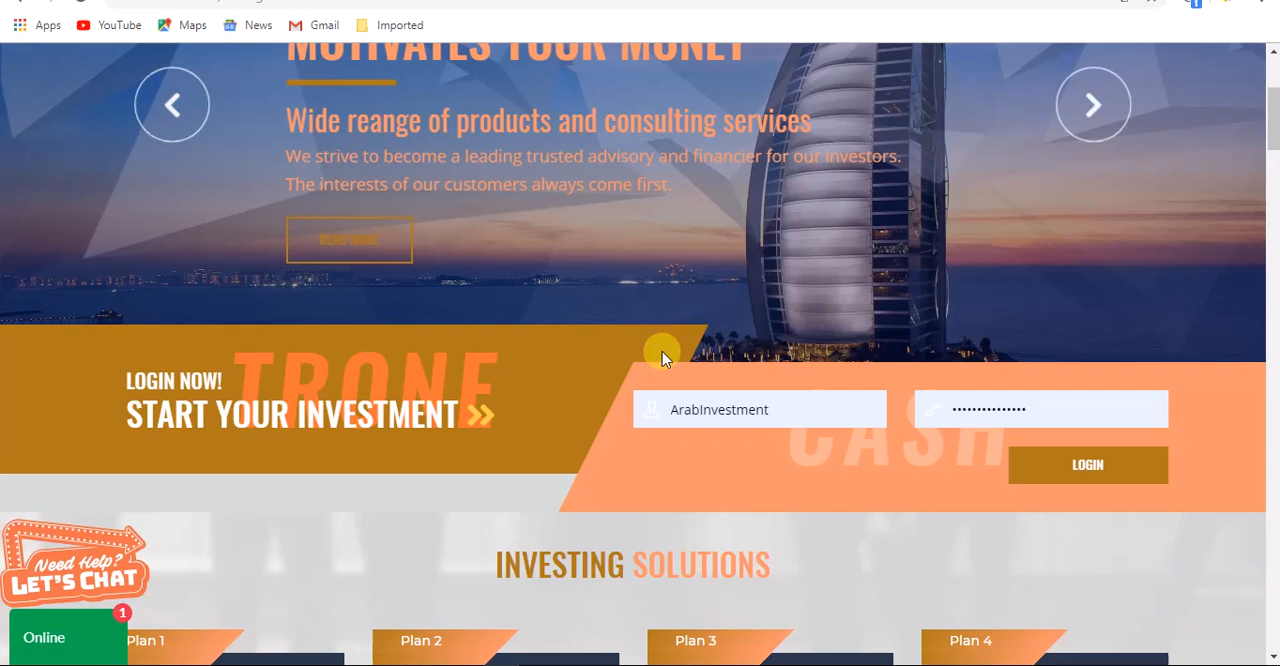 Apps YouTube Maps News Gmail Imported
MOTIVATES YOUR MONEY
Wide reange of products and consulting services
We strive to become a leading trusted advisory and financier for our investors.
The interests of our customers always come first.
READ MORE
TRONE
LOGIN NOW!
START YOUR INVESTMENT
ArabInvestment
CASH
LOGIN
INVESTING SOLUTIONS
Need Help?
LET'S CHAT
1
Online
Plan 1 Plan 2 Plan 3 Plan 4